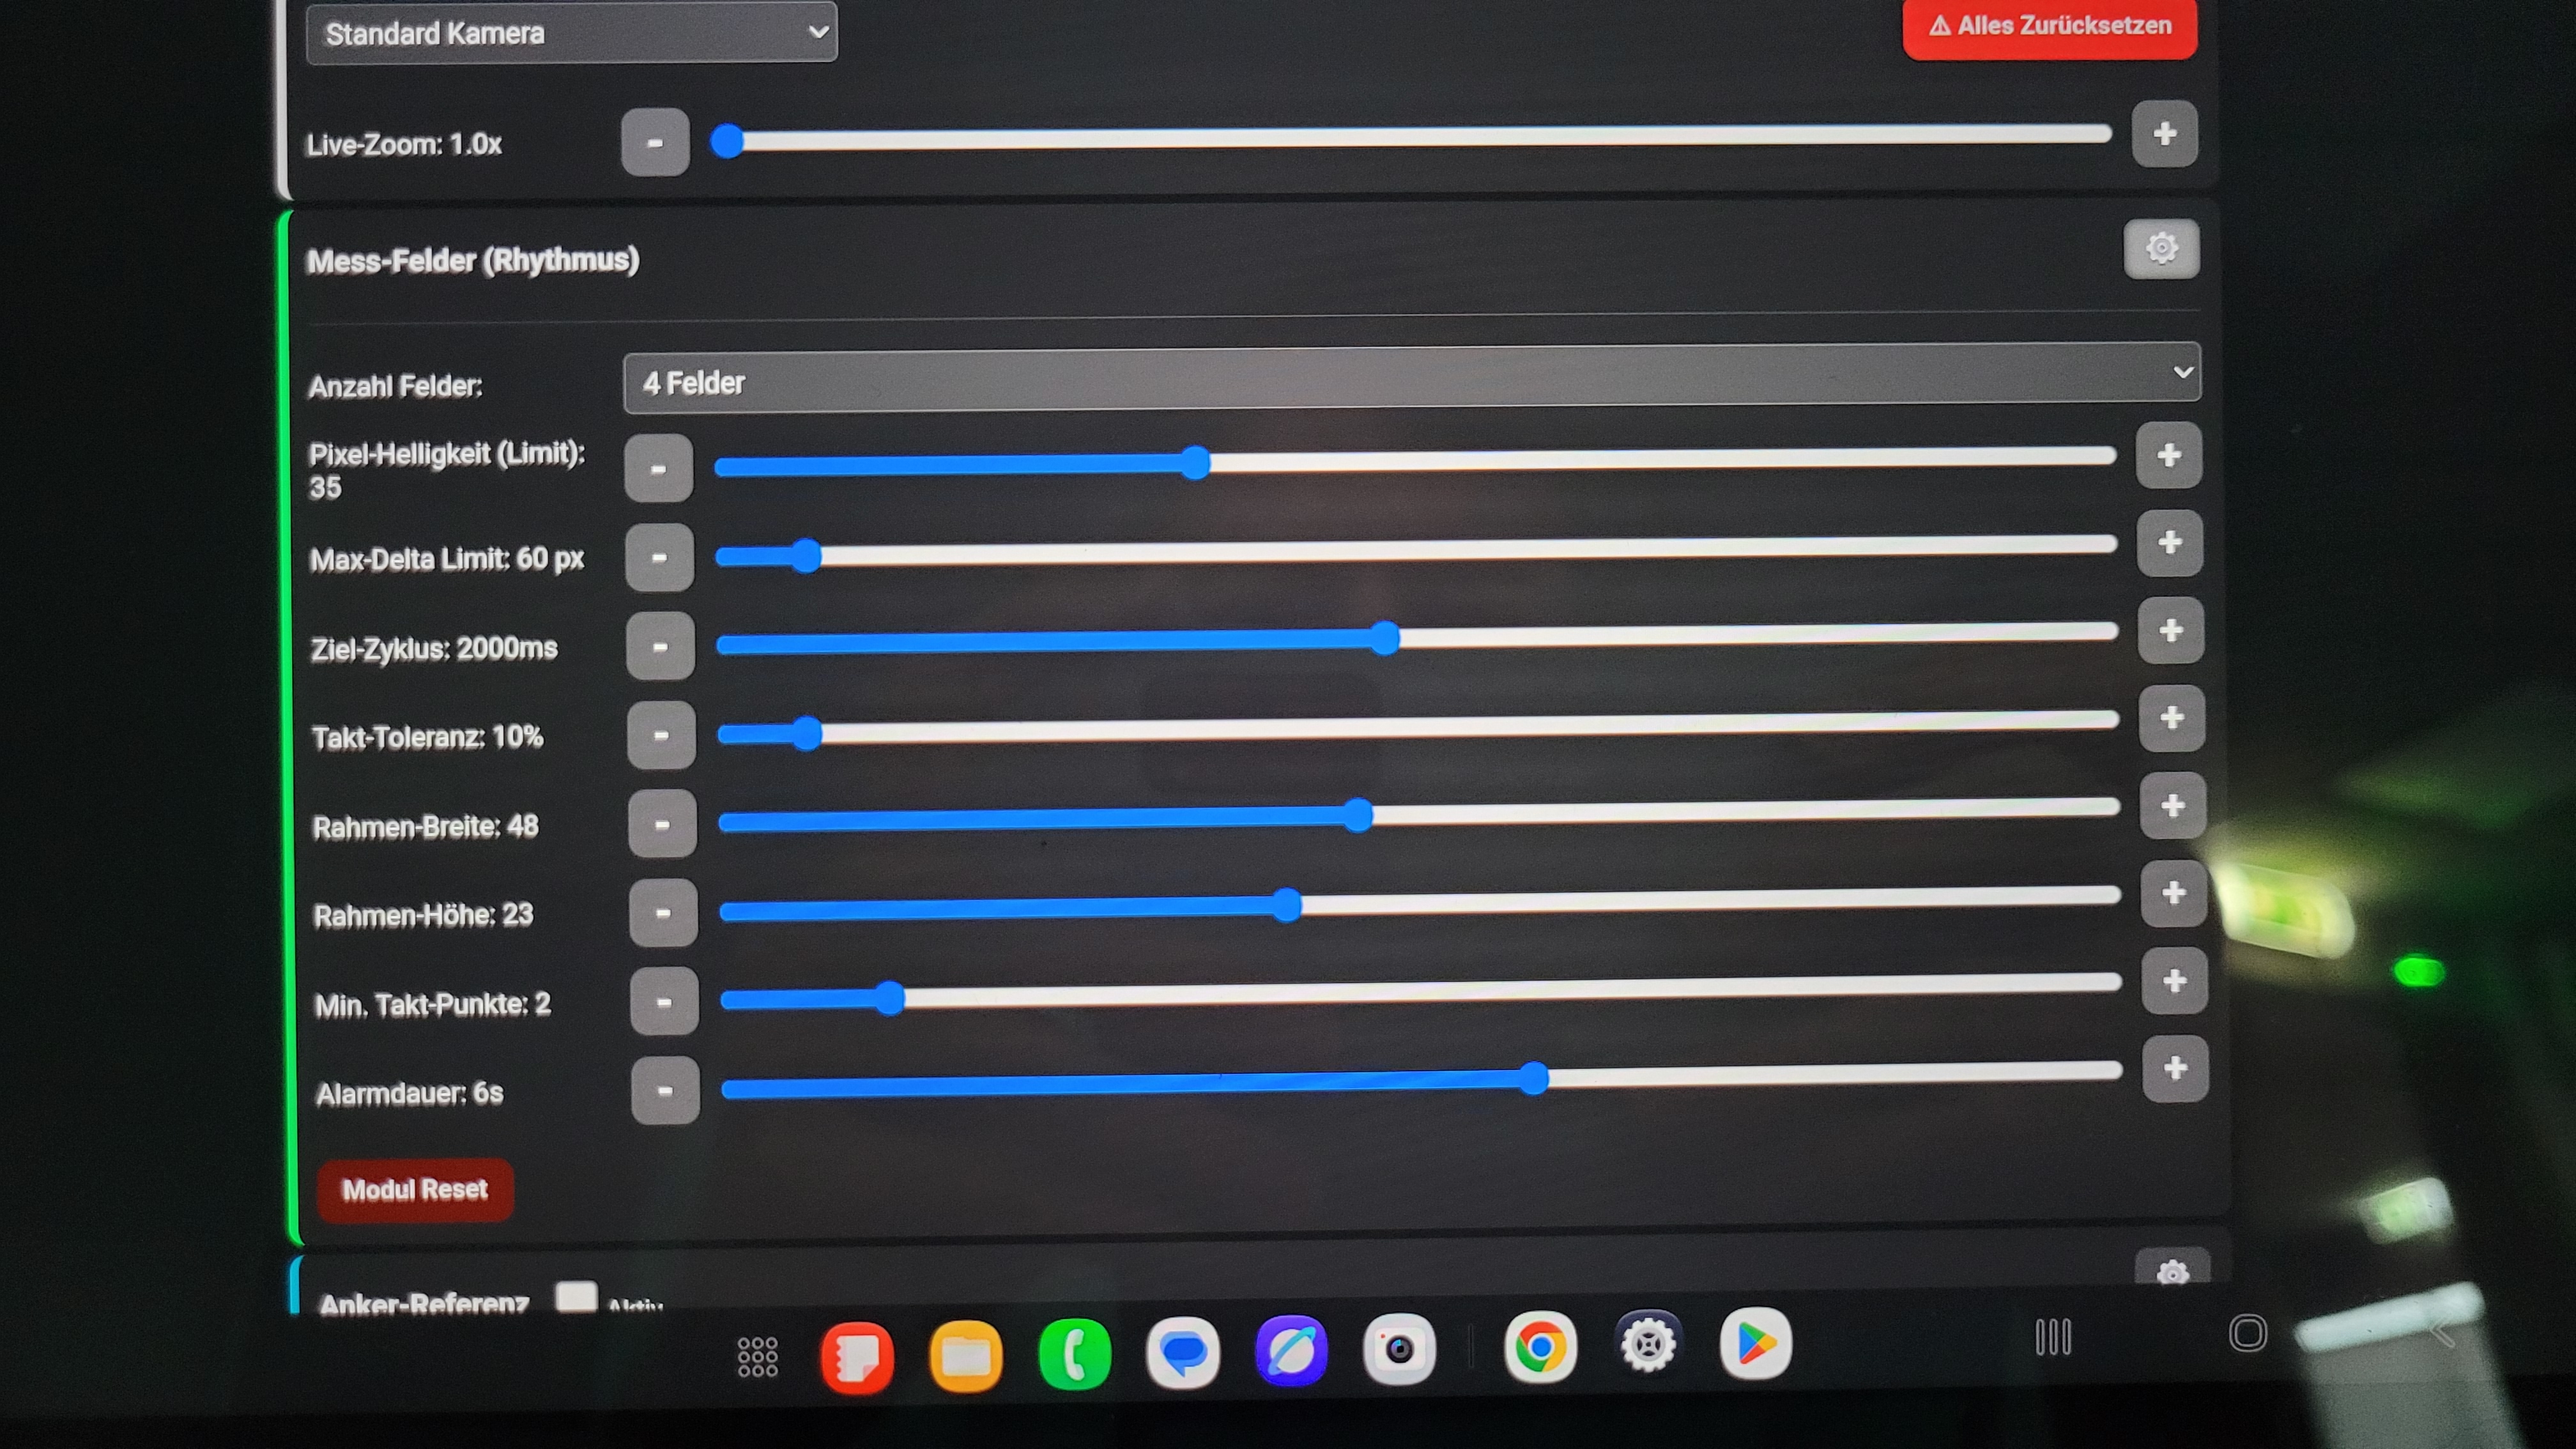 Standard Kamera
⚠ Alles Zurücksetzen
Live-Zoom: 1.0x
-
+
Mess-Felder (Rhythmus)
Anzahl Felder:
4 Felder
Pixel-Helligkeit (Limit):
35
-
+
Max-Delta Limit: 60 px
-
+
Ziel-Zyklus: 2000ms
-
+
Takt-Toleranz: 10%
-
+
Rahmen-Breite: 48
-
+
Rahmen-Höhe: 23
-
+
Min. Takt-Punkte: 2
-
+
Alarmdauer: 6s
-
+
Modul Reset
Anker-Referenz
Aktiv